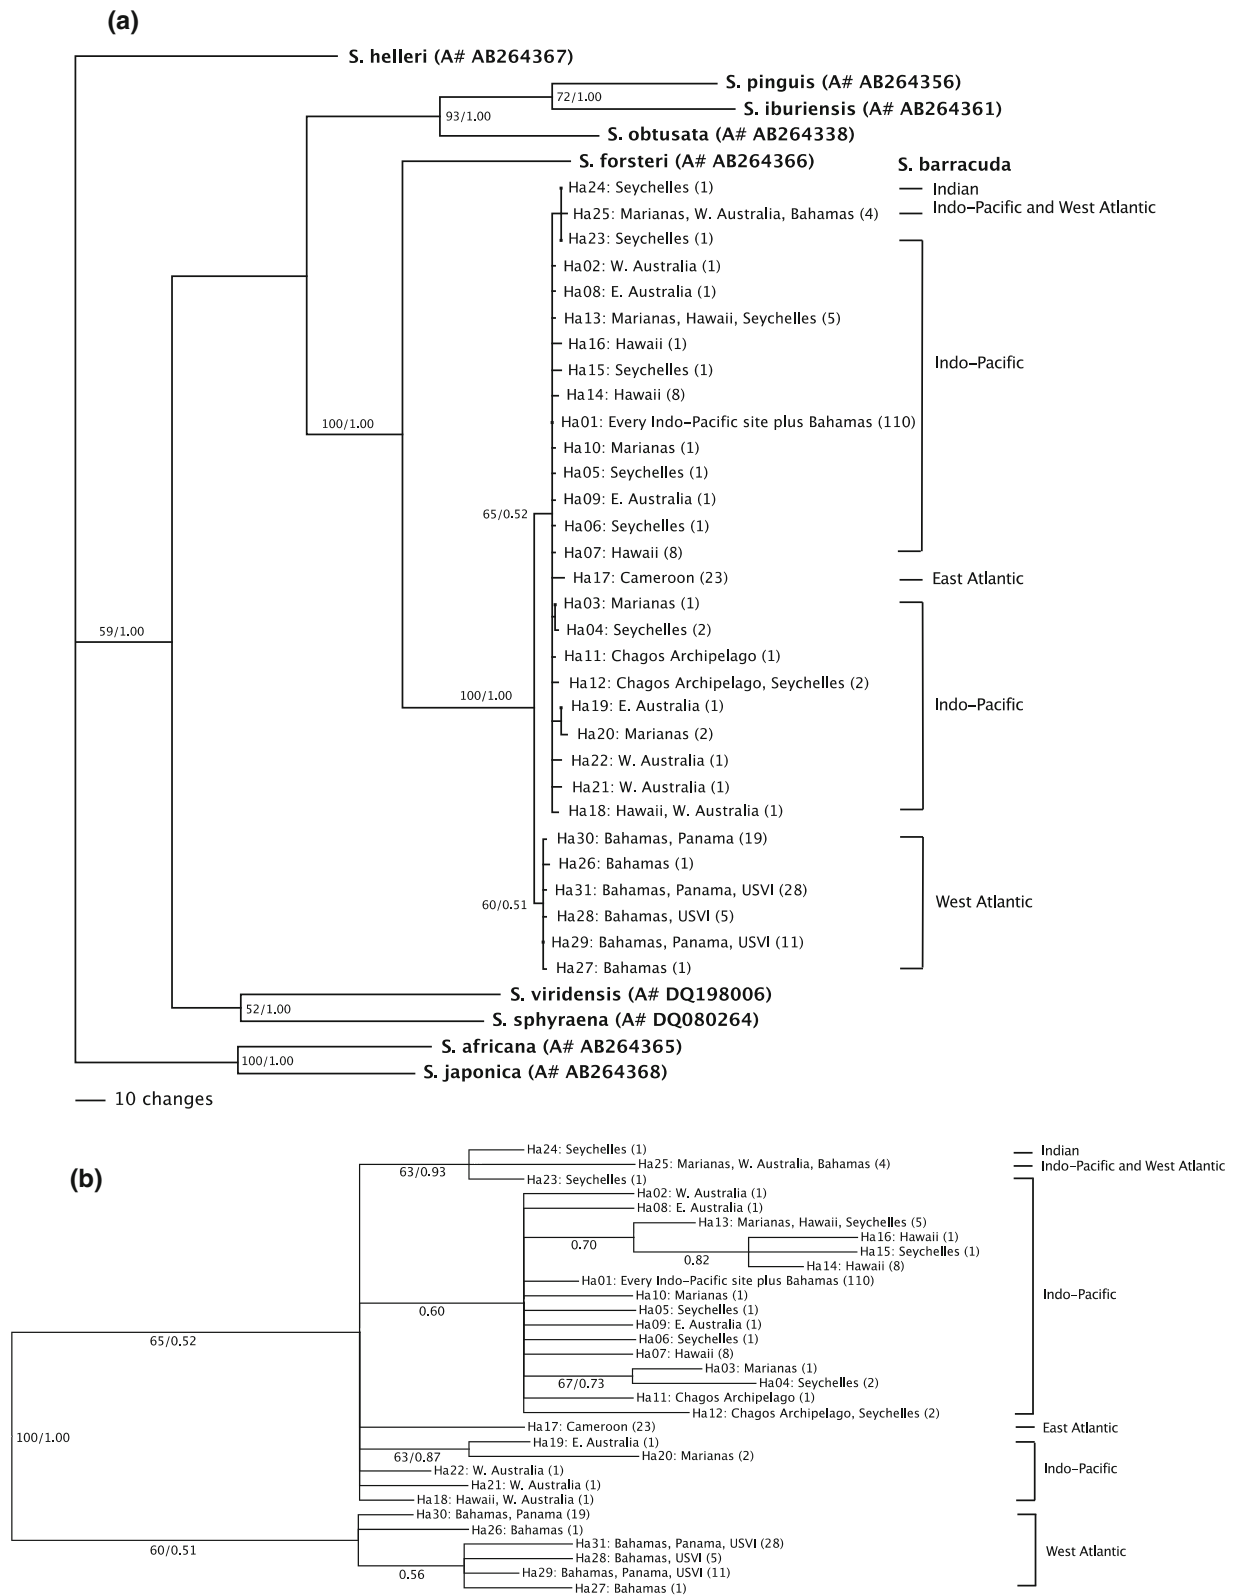 (a)
S. helleri (A# AB264367)
S. pinguis (A# AB264356)
72/1.00
S. iburiensis (A# AB264361)
93/1.00
S. obtusata (A# AB264338)
S. forsteri (A# AB264366)
S. barracuda
Ha24: Seychelles (1)
Indian
Ha25: Marianas, W. Australia, Bahamas (4)
Indo-Pacific and West Atlantic
Ha23: Seychelles (1)
Ha02: W. Australia (1)
Ha08: E. Australia (1)
Ha13: Marianas, Hawaii, Seychelles (5)
Ha16: Hawaii (1)
Indo-Pacific
Ha15: Seychelles (1)
Ha14: Hawaii (8)
100/1.00
Ha01: Every Indo-Pacific site plus Bahamas (110)
Ha10: Marianas (1)
Ha05: Seychelles (1)
Ha09: E. Australia (1)
65/0.52
Ha06: Seychelles (1)
Ha07: Hawaii (8)
Ha17: Cameroon (23)
East Atlantic
Ha03: Marianas (1)
Ha04: Seychelles (2)
59/1.00
Ha11: Chagos Archipelago (1)
Ha12: Chagos Archipelago, Seychelles (2)
100/1.00
Ha19: E. Australia (1)
Indo-Pacific
Ha20: Marianas (2)
Ha22: W. Australia (1)
Ha21: W. Australia (1)
Ha18: Hawaii, W. Australia (1)
Ha30: Bahamas, Panama (19)
Ha26: Bahamas (1)
Ha31: Bahamas, Panama, USVI (28)
60/0.51
West Atlantic
Ha28: Bahamas, USVI (5)
Ha29: Bahamas, Panama, USVI (11)
Ha27: Bahamas (1)
S. viridensis (A# DQ198006)
52/1.00
S. sphyraena (A# DQ080264)
S. africana (A# AB264365)
100/1.00
S. japonica (A# AB264368)
10 changes
(b)
Ha24: Seychelles (1)
Indian
63/0.93
Ha25: Marianas, W. Australia, Bahamas (4)
Indo-Pacific and West Atlantic
Ha23: Seychelles (1)
Ha02: W. Australia (1)
Ha08: E. Australia (1)
Ha13: Marianas, Hawaii, Seychelles (5)
0.70
Ha16: Hawaii (1)
0.82
Ha15: Seychelles (1)
Ha14: Hawaii (8)
Ha01: Every Indo-Pacific site plus Bahamas (110)
Ha10: Marianas (1)
Indo-Pacific
0.60
Ha05: Seychelles (1)
Ha09: E. Australia (1)
65/0.52
Ha06: Seychelles (1)
Ha07: Hawaii (8)
Ha03: Marianas (1)
67/0.73
Ha04: Seychelles (2)
Ha11: Chagos Archipelago (1)
Ha12: Chagos Archipelago, Seychelles (2)
Ha17: Cameroon (23)
East Atlantic
100/1.00
Ha19: E. Australia (1)
63/0.87
Ha20: Marianas (2)
Ha22: W. Australia (1)
Indo-Pacific
Ha21: W. Australia (1)
Ha18: Hawaii, W. Australia (1)
Ha30: Bahamas, Panama (19)
Ha26: Bahamas (1)
60/0.51
Ha31: Bahamas, Panama, USVI (28)
West Atlantic
Ha28: Bahamas, USVI (5)
0.56
Ha29: Bahamas, Panama, USVI (11)
Ha27: Bahamas (1)